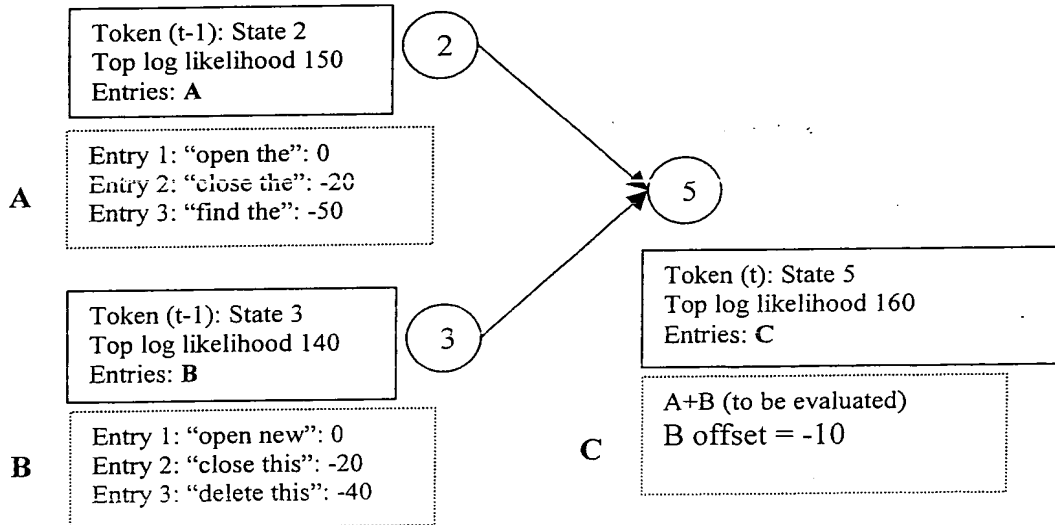 Token (t-1): State 2
Top log likelihood 150
Entries: A
2
A
Entry 1: “open the”: 0
Entry 2: “close the”: -20
Entry 3: “find the”: -50
5
Token (t-1): State 3
Top log likelihood 140
Entries: B
3
Token (t): State 5
Top log likelihood 160
Entries: C
B
Entry 1: “open new”: 0
Entry 2: “close this”: -20
Entry 3: “delete this”: -40
C
A+B (to be evaluated)
B offset = -10